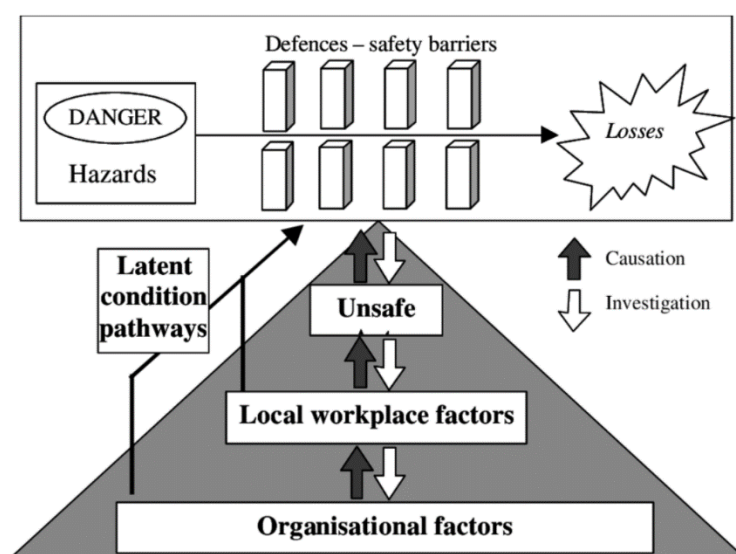 Defences – safety barriers
DANGER
Hazards
Losses
Latent
condition
pathways
Causation
Investigation
Unsafe
Local workplace factors
Organisational factors